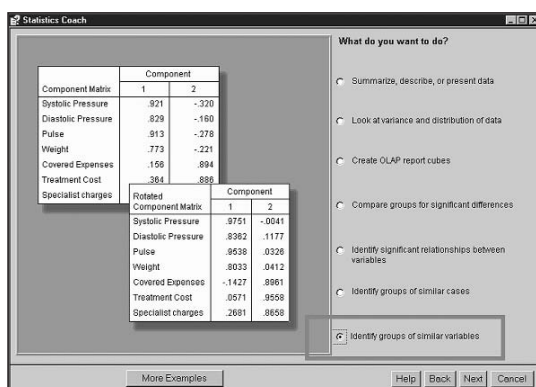 Statistics Coach
What do you want to do?
Component
Component Matrix 1 2
Systolic Pressure .921 -.320
Diastolic Pressure .829 -.160
Pulse .913 -.278
Weight .773 -.221
Covered Expenses .156 .894
Treatment Cost .364 .886
Specialist charges
Rotated
Component Matrix
Component
1 2
Systolic Pressure .9751 -.0041
Diastolic Pressure .8362 .1177
Pulse .9538 .0326
Weight .8033 .0412
Covered Expenses -.1427 .8961
Treatment Cost .0571 .9558
Specialist charges .2681 .8658
Summarize, describe, or present data
Look at variance and distribution of data
Create OLAP report cubes
Compare groups for significant differences
Identify significant relationships between
variables
Identify groups of similar cases
Identify groups of similar variables
More Examples
Help Back Next Cancel